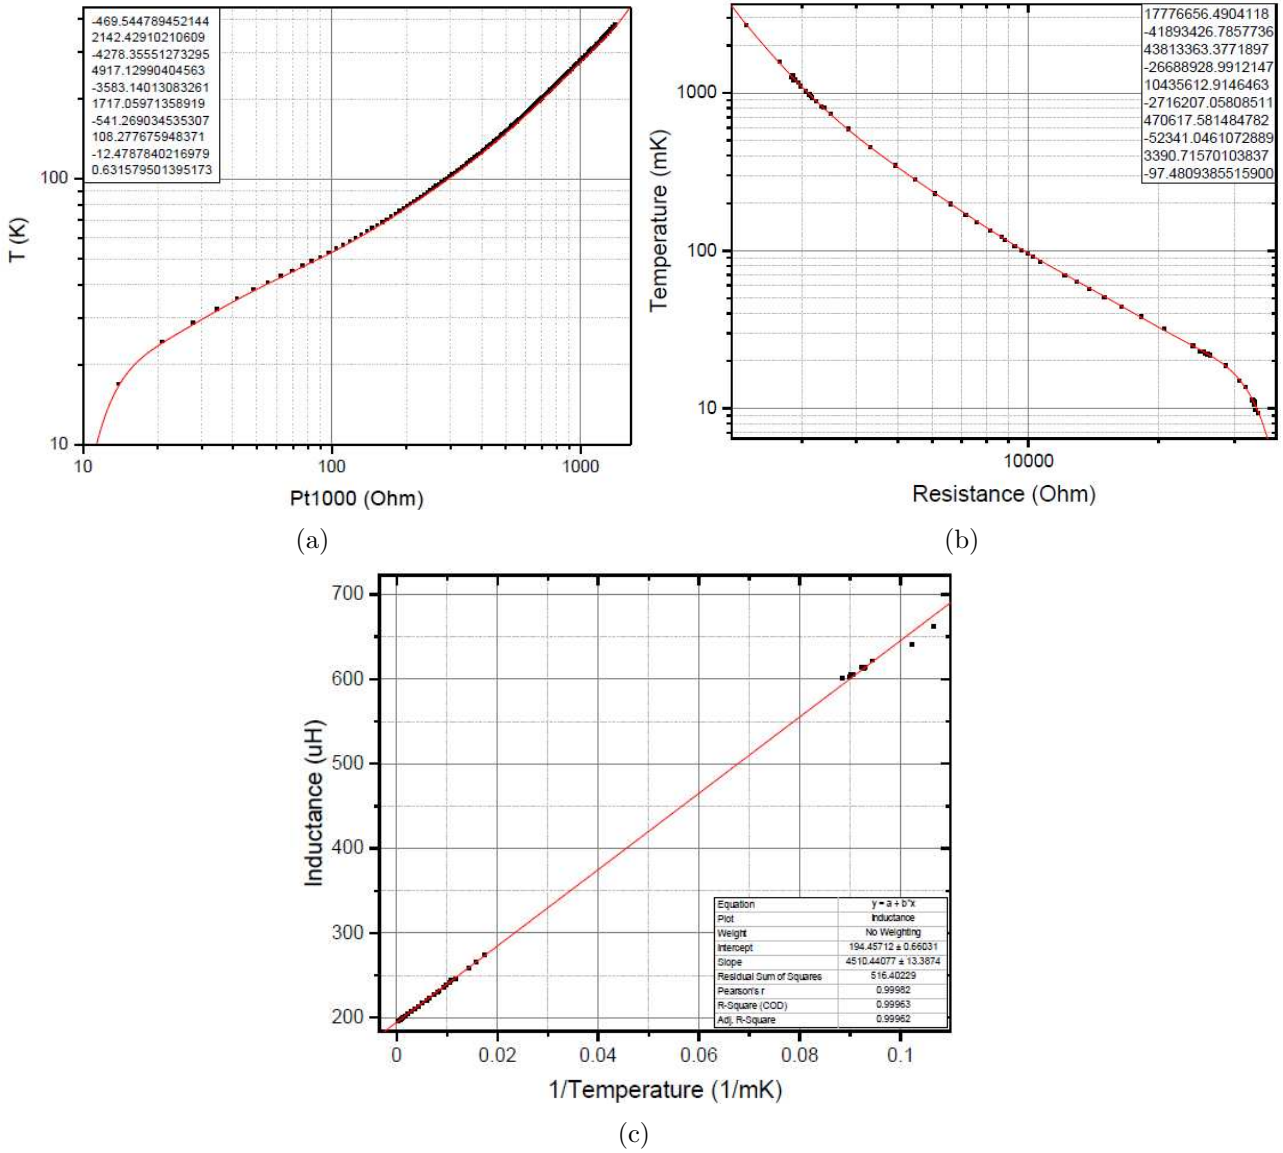 -469.544789452144
2142.42910210609
-4278.35551273295
4917.12990404563
-3583.14013083261
1717.05971358919
-541.269034535307
108.277675948371
-12.4787840216979
0.631579501395173
100
10
10
100
1000
T (K)
Pt1000 (Ohm)
(a)
17776656.4904118
-41893426.7857736
43813363.3771897
-26688928.9912147
10435612.9146463
-2716207.05808511
470617.581484782
-52341.0461072889
3390.71570103837
-97.4809385515900
1000
100
10
10000
Temperature (mK)
Resistance (Ohm)
(b)
700
600
500
400
300
200
0
0.02
0.04
0.06
0.08
0.1
Inductance (uH)
1/Temperature (1/mK)
Equation y = a + b*x
Plot Inductance
Weight No Weighting
Intercept 194.45712 ± 0.66031
Slope 4510.44077 ± 13.3874
Residual Sum of Squares 516.40229
Pearson's r 0.99982
R-Square (COD) 0.99963
Adj. R-Square 0.99962
(c)